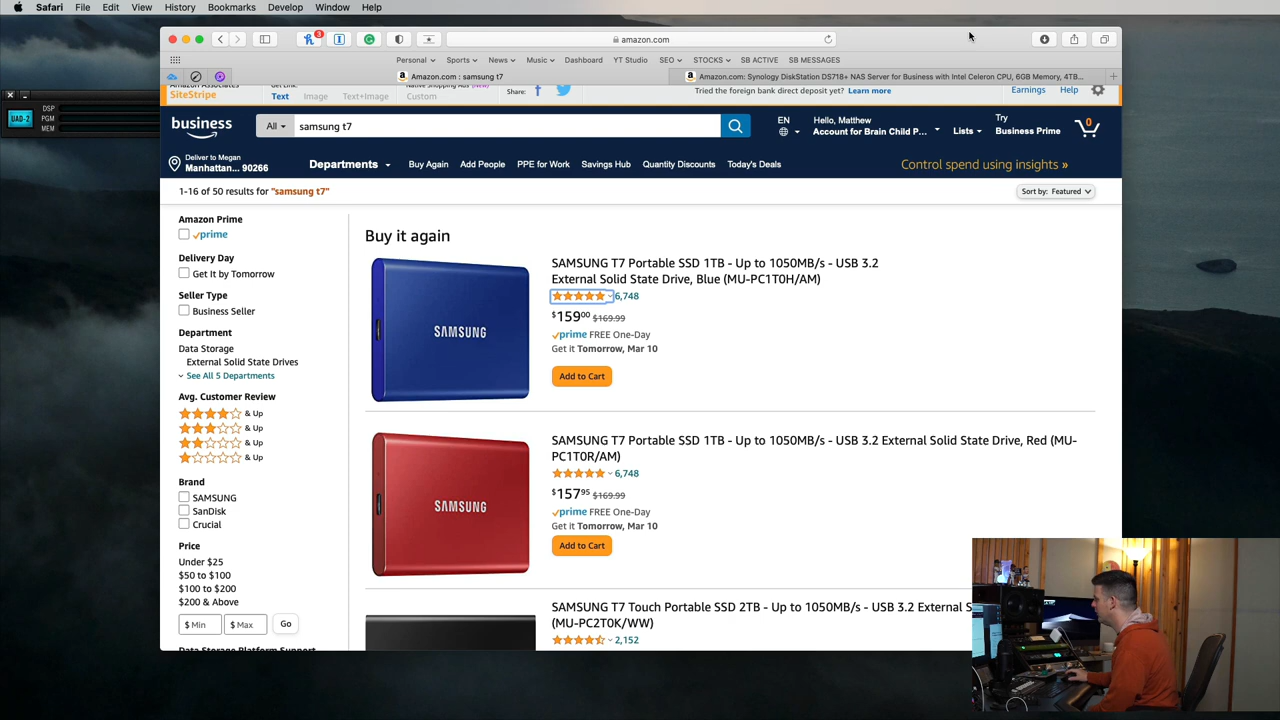 Safari File Edit View History Bookmarks Develop Window Help
3
amazon.com
Personal Sports News Music Dashboard YT Studio SEO STOCKS SB ACTIVE SB MESSAGES
Amazon.com : samsung t7
Amazon.com: Synology DiskStation DS718+ NAS Server for Business with Intel Celeron CPU, 6GB Memory, 4TB...
SiteStripe Text Image Text+Image Custom Share: Tried the foreign bank direct deposit yet? Learn more Earnings Help
UAD-2 DSP
PGM
MEM
business All samsung t7 EN Hello, Matthew
Account for Brain Child P... Lists Try
Business Prime 0
Deliver to Megan
Manhattan... 90266
Departments Buy Again Add People PPE for Work Savings Hub Quantity Discounts Today's Deals Control spend using insights »
1-16 of 50 results for "samsung t7" Sort by: Featured
Amazon Prime
prime
Delivery Day
Get It by Tomorrow
Seller Type
Business Seller
Department
Data Storage
External Solid State Drives
See All 5 Departments
Avg. Customer Review
& Up
& Up
& Up
& Up
Brand
SAMSUNG
SanDisk
Crucial
Price
Under $25
$50 to $100
$100 to $200
$200 & Above
$ Min $ Max Go
Buy it again
SAMSUNG
SAMSUNG T7 Portable SSD 1TB - Up to 1050MB/s - USB 3.2
External Solid State Drive, Blue (MU-PC1T0H/AM)
6,748
$15900 $169.99
prime FREE One-Day
Get it Tomorrow, Mar 10
Add to Cart
SAMSUNG
SAMSUNG T7 Portable SSD 1TB - Up to 1050MB/s - USB 3.2 External Solid State Drive, Red (MU-
PC1T0R/AM)
6,748
$15795 $169.99
prime FREE One-Day
Get it Tomorrow, Mar 10
Add to Cart
SAMSUNG T7 Touch Portable SSD 2TB - Up to 1050MB/s - USB 3.2 External S
(MU-PC2T0K/WW)
2,152